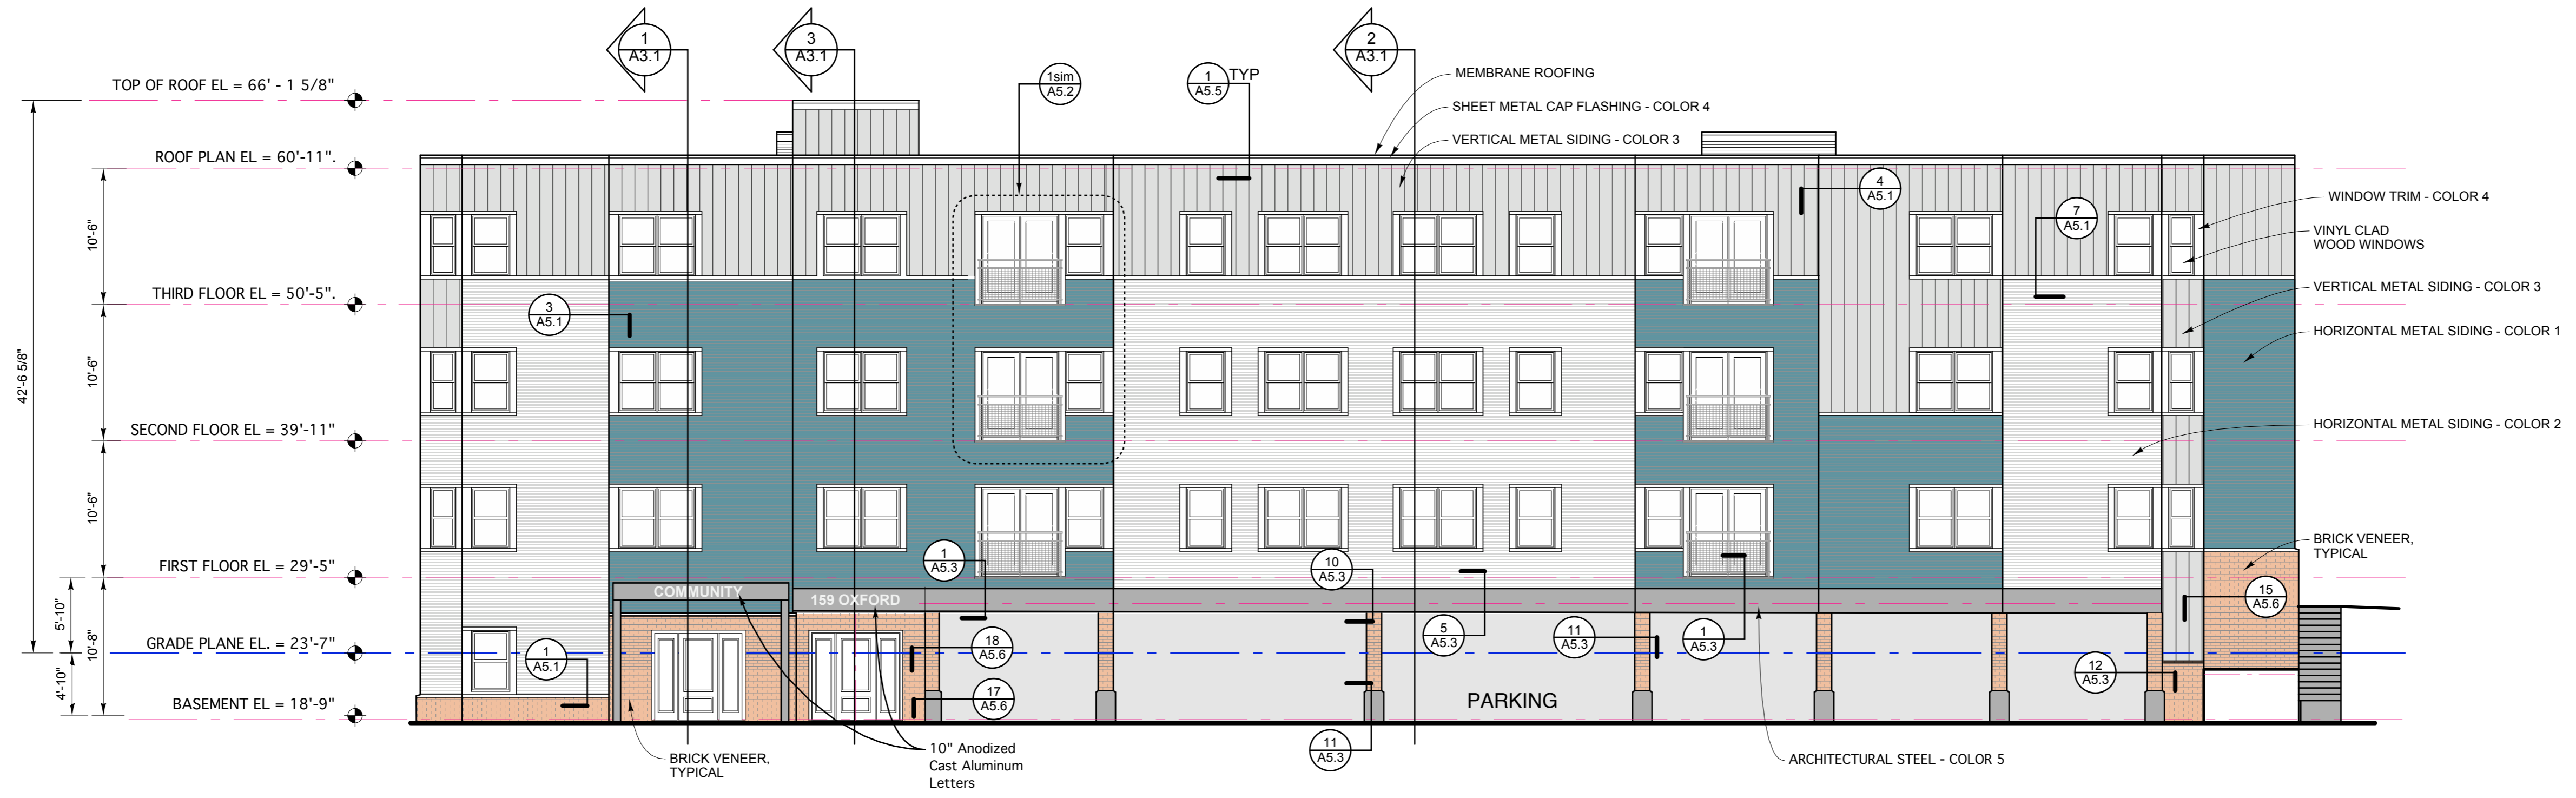 1
A3.1
3
A3.1
2
A3.1
1sim
A5.2
1
A5.5
TYP
MEMBRANE ROOFING
SHEET METAL CAP FLASHING - COLOR 4
VERTICAL METAL SIDING - COLOR 3
TOP OF ROOF EL = 66' - 1 5/8"
ROOF PLAN EL = 60'-11".
THIRD FLOOR EL = 50'-5".
SECOND FLOOR EL = 39'-11"
FIRST FLOOR EL = 29'-5"
GRADE PLANE EL. = 23'-7"
BASEMENT EL = 18'-9"
42'-6 5/8"
10'-6"
10'-6"
10'-6"
5'-10"
10'-8"
4'-10"
4
A5.1
7
A5.1
3
A5.1
WINDOW TRIM - COLOR 4
VINYL CLAD
WOOD WINDOWS
VERTICAL METAL SIDING - COLOR 3
HORIZONTAL METAL SIDING - COLOR 1
HORIZONTAL METAL SIDING - COLOR 2
BRICK VENEER,
TYPICAL
1
A5.3
10
A5.3
COMMUNITY
159 OXFORD
15
A5.6
5
A5.3
11
A5.3
1
A5.3
18
A5.6
1
A5.1
12
A5.3
17
A5.6
PARKING
11
A5.3
BRICK VENEER,
TYPICAL
10" Anodized
Cast Aluminum
Letters
ARCHITECTURAL STEEL - COLOR 5